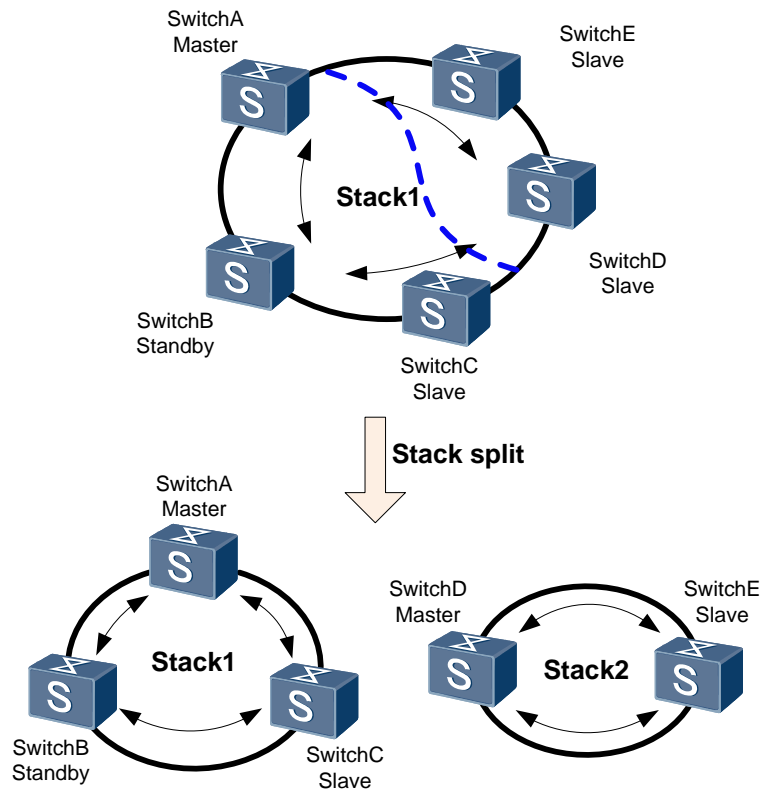 SwitchA
Master
S
SwitchE
Slave
S
S
Stack1
SwitchD
Slave
S
SwitchB
Standby
S
SwitchC
Slave
Stack split
SwitchA
Master
S
Stack1
S
SwitchB
Standby
S
SwitchC
Slave
SwitchD
Master
S
Stack2
SwitchE
Slave
S